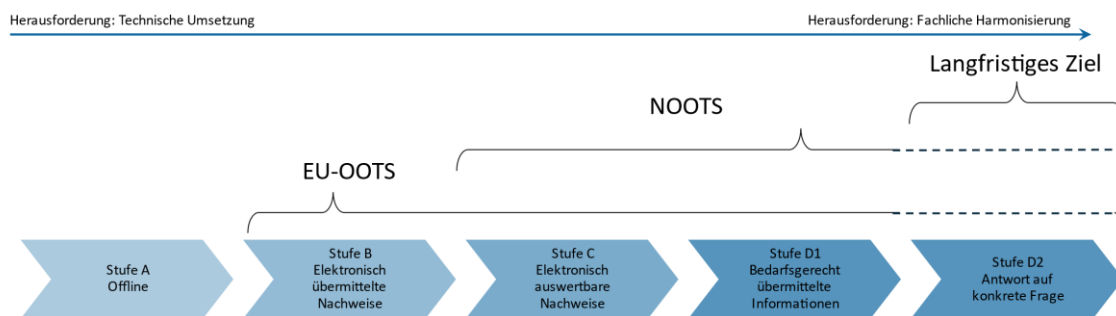 Herausforderung: Technische Umsetzung
Herausforderung: Fachliche Harmonisierung
Langfristiges Ziel
NOOTS
EU-OOTS
Stufe A
Offline
Stufe B
Elektronisch
übermittelte
Nachweise
Stufe C
Elektronisch
auswertbare
Nachweise
Stufe D1
Bedarfsgerecht
übermittelte
Informationen
Stufe D2
Antwort auf
konkrete Frage